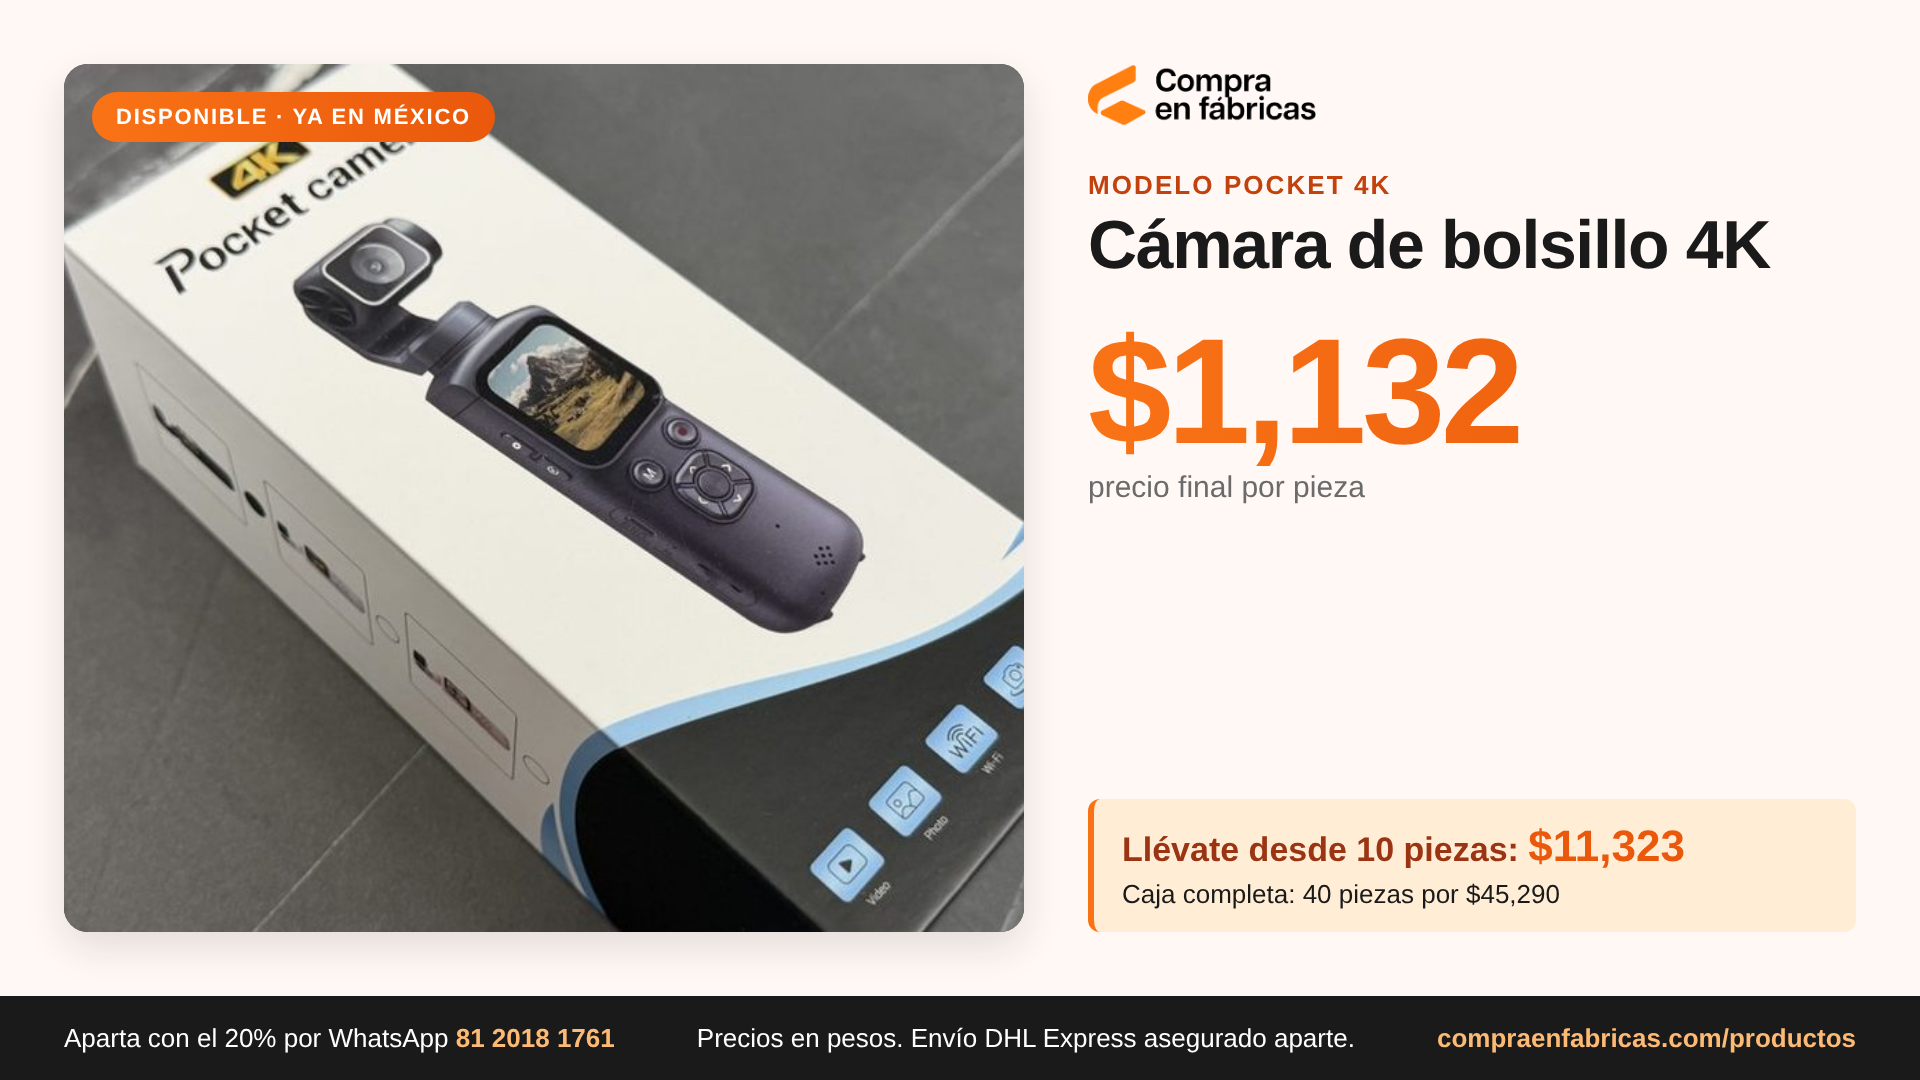 DISPONIBLE · YA EN MÉXICO
4K
Pocket
M
WiFi
Wi-Fi
Photo
Video
Compra
en fábricas
MODELO POCKET 4K
Cámara de bolsillo 4K
$1,132
precio final por pieza
Llévate desde 10 piezas: $11,323
Caja completa: 40 piezas por $45,290
Aparta con el 20% por WhatsApp 81 2018 1761
Precios en pesos. Envío DHL Express asegurado aparte.
compraenfabricas.com/productos